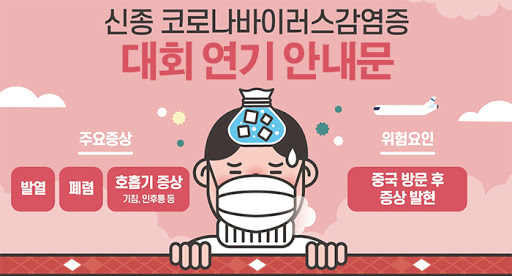 신종 코로나바이러스감염증
대회 연기 안내문
주요증상
발열
폐렴
호흡기 증상
기침, 인후통 등
위험요인
중국 방문 후
증상 발현